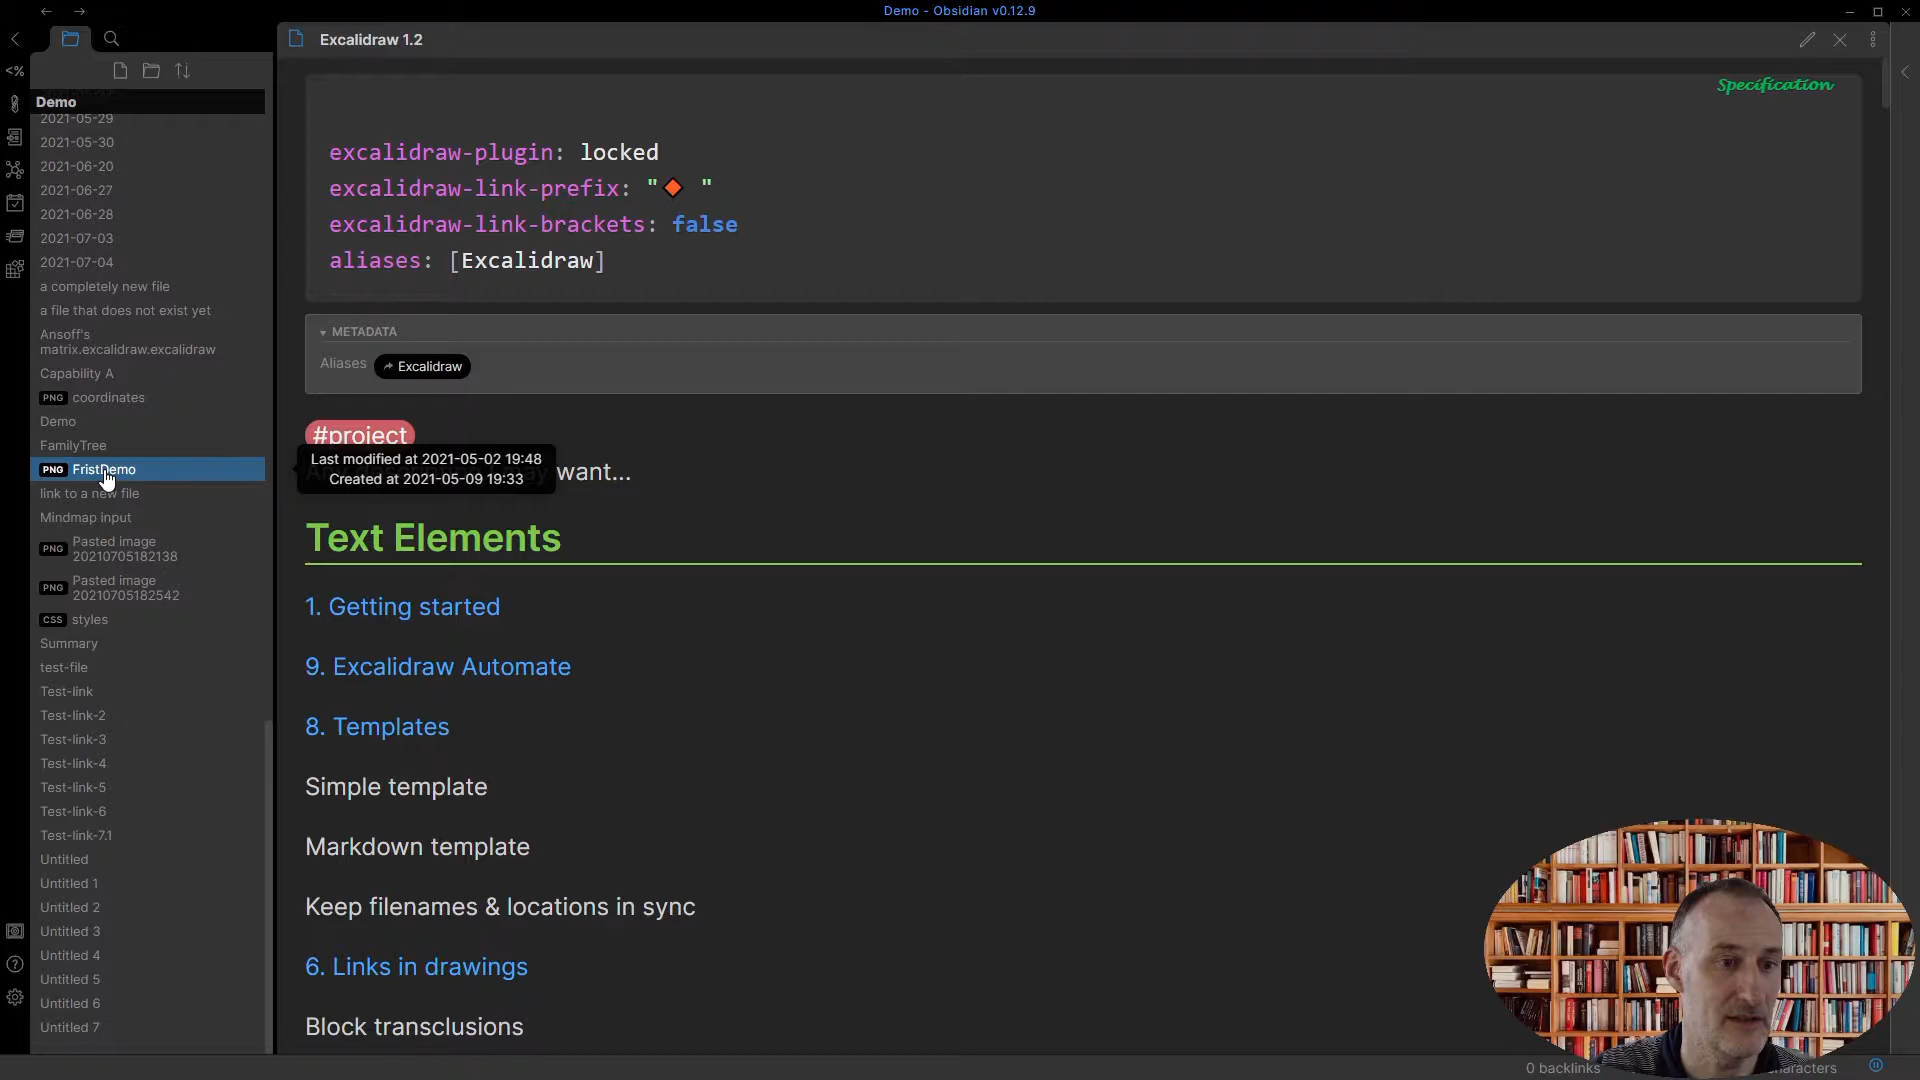 Demo - Obsidian v0.12.9
Excalidraw 1.2
<%
Demo
2021-05-29
2021-05-30
2021-06-20
2021-06-27
2021-06-28
2021-07-03
2021-07-04
a completely new file
a file that does not exist yet
Ansoff's
matrix.excalidraw.excalidraw
Capability A
PNG coordinates
Demo
FamilyTree
PNG FristDemo
link to a new file
Mindmap input
PNG Pasted image
20210705182138
PNG Pasted image
20210705182542
CSS styles
Summary
test-file
Test-link
Test-link-2
Test-link-3
Test-link-4
Test-link-5
Test-link-6
Test-link-7.1
Untitled
Untitled 1
Untitled 2
Untitled 3
Untitled 4
Untitled 5
Untitled 6
Untitled 7
Specification
excalidraw-plugin: locked
excalidraw-link-prefix: "🔶 "
excalidraw-link-brackets: false
aliases: [Excalidraw]
METADATA
Aliases Excalidraw
#project
Last modified at 2021-05-02 19:48
Created at 2021-05-09 19:33
want...
Text Elements
1. Getting started
9. Excalidraw Automate
8. Templates
Simple template
Markdown template
Keep filenames & locations in sync
6. Links in drawings
Block transclusions
0 backlinks